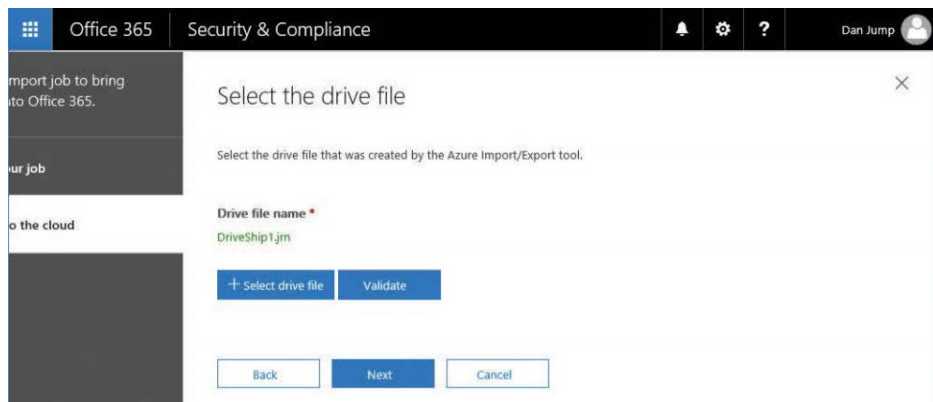 Office 365 Security & Compliance ? Dan Jump
mport job to bring
to Office 365.
Select the drive file
Select the drive file that was created by the Azure Import/Export tool.
ur job
Drive file name *
DriveShip1.jrn
o the cloud
+ Select drive file Validate
Back Next Cancel